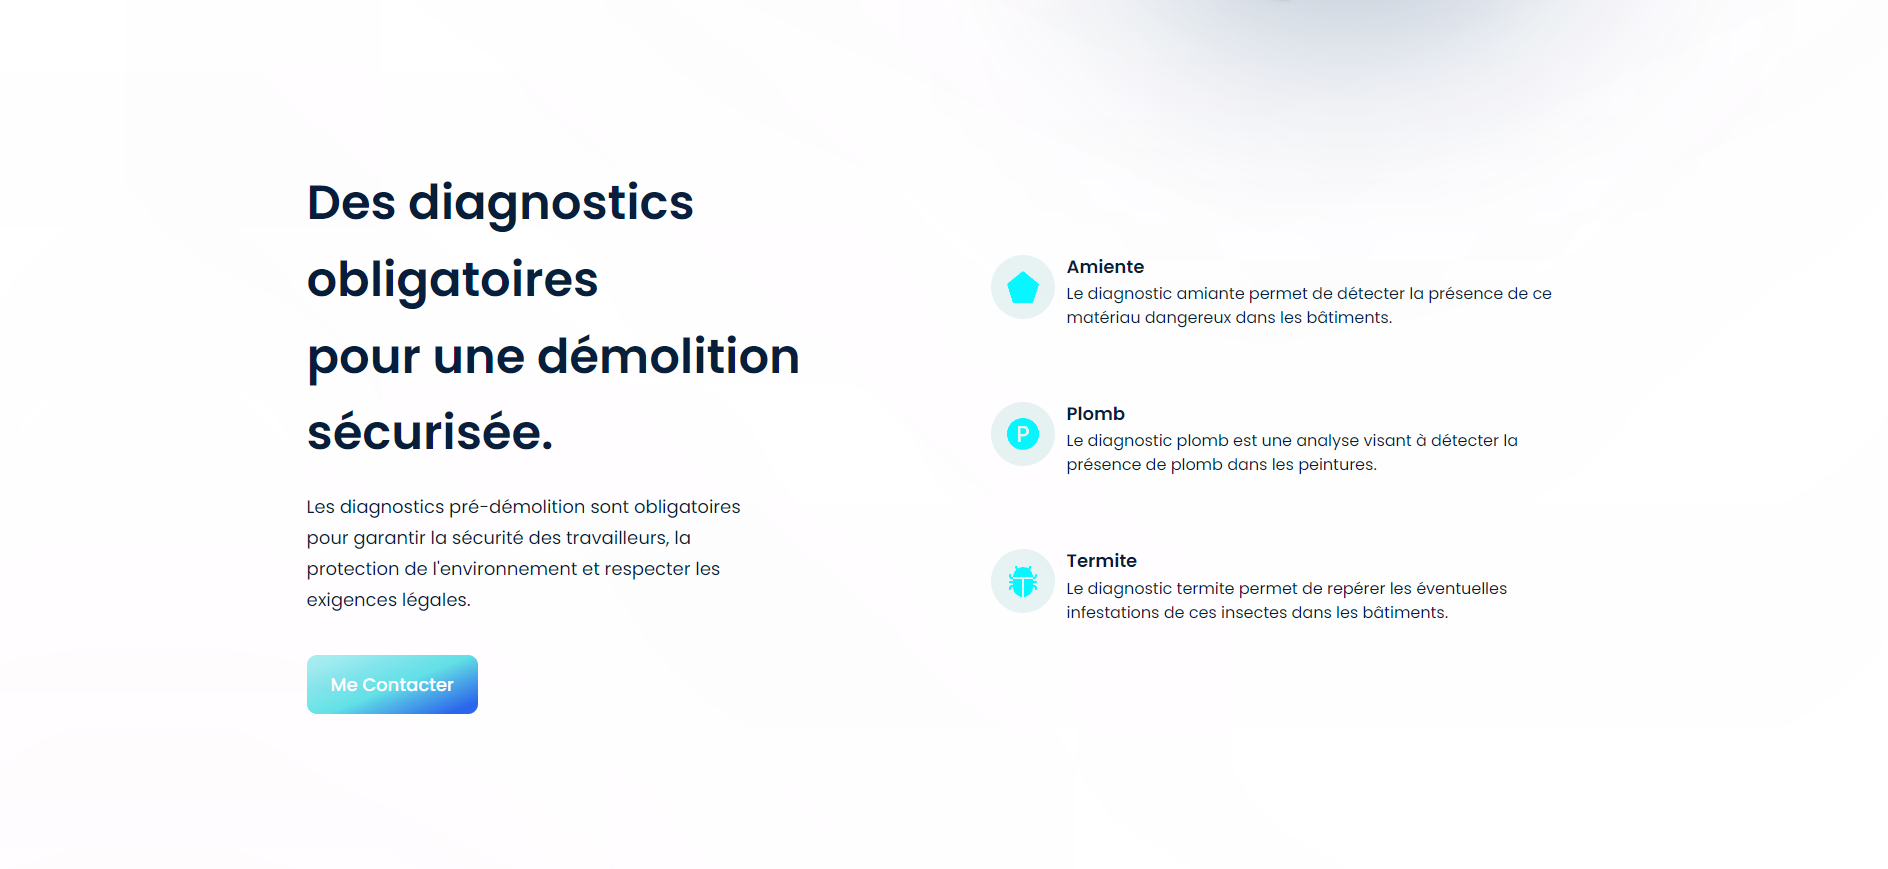 Des diagnostics
obligatoires
pour une démolition
sécurisée.
Les diagnostics pré-démolition sont obligatoires
pour garantir la sécurité des travailleurs, la
protection de l'environnement et respecter les
exigences légales.
Me Contacter
Amiente
Le diagnostic amiante permet de détecter la présence de ce
matériau dangereux dans les bâtiments.
P
Plomb
Le diagnostic plomb est une analyse visant à détecter la
présence de plomb dans les peintures.
Termite
Le diagnostic termite permet de repérer les éventuelles
infestations de ces insectes dans les bâtiments.